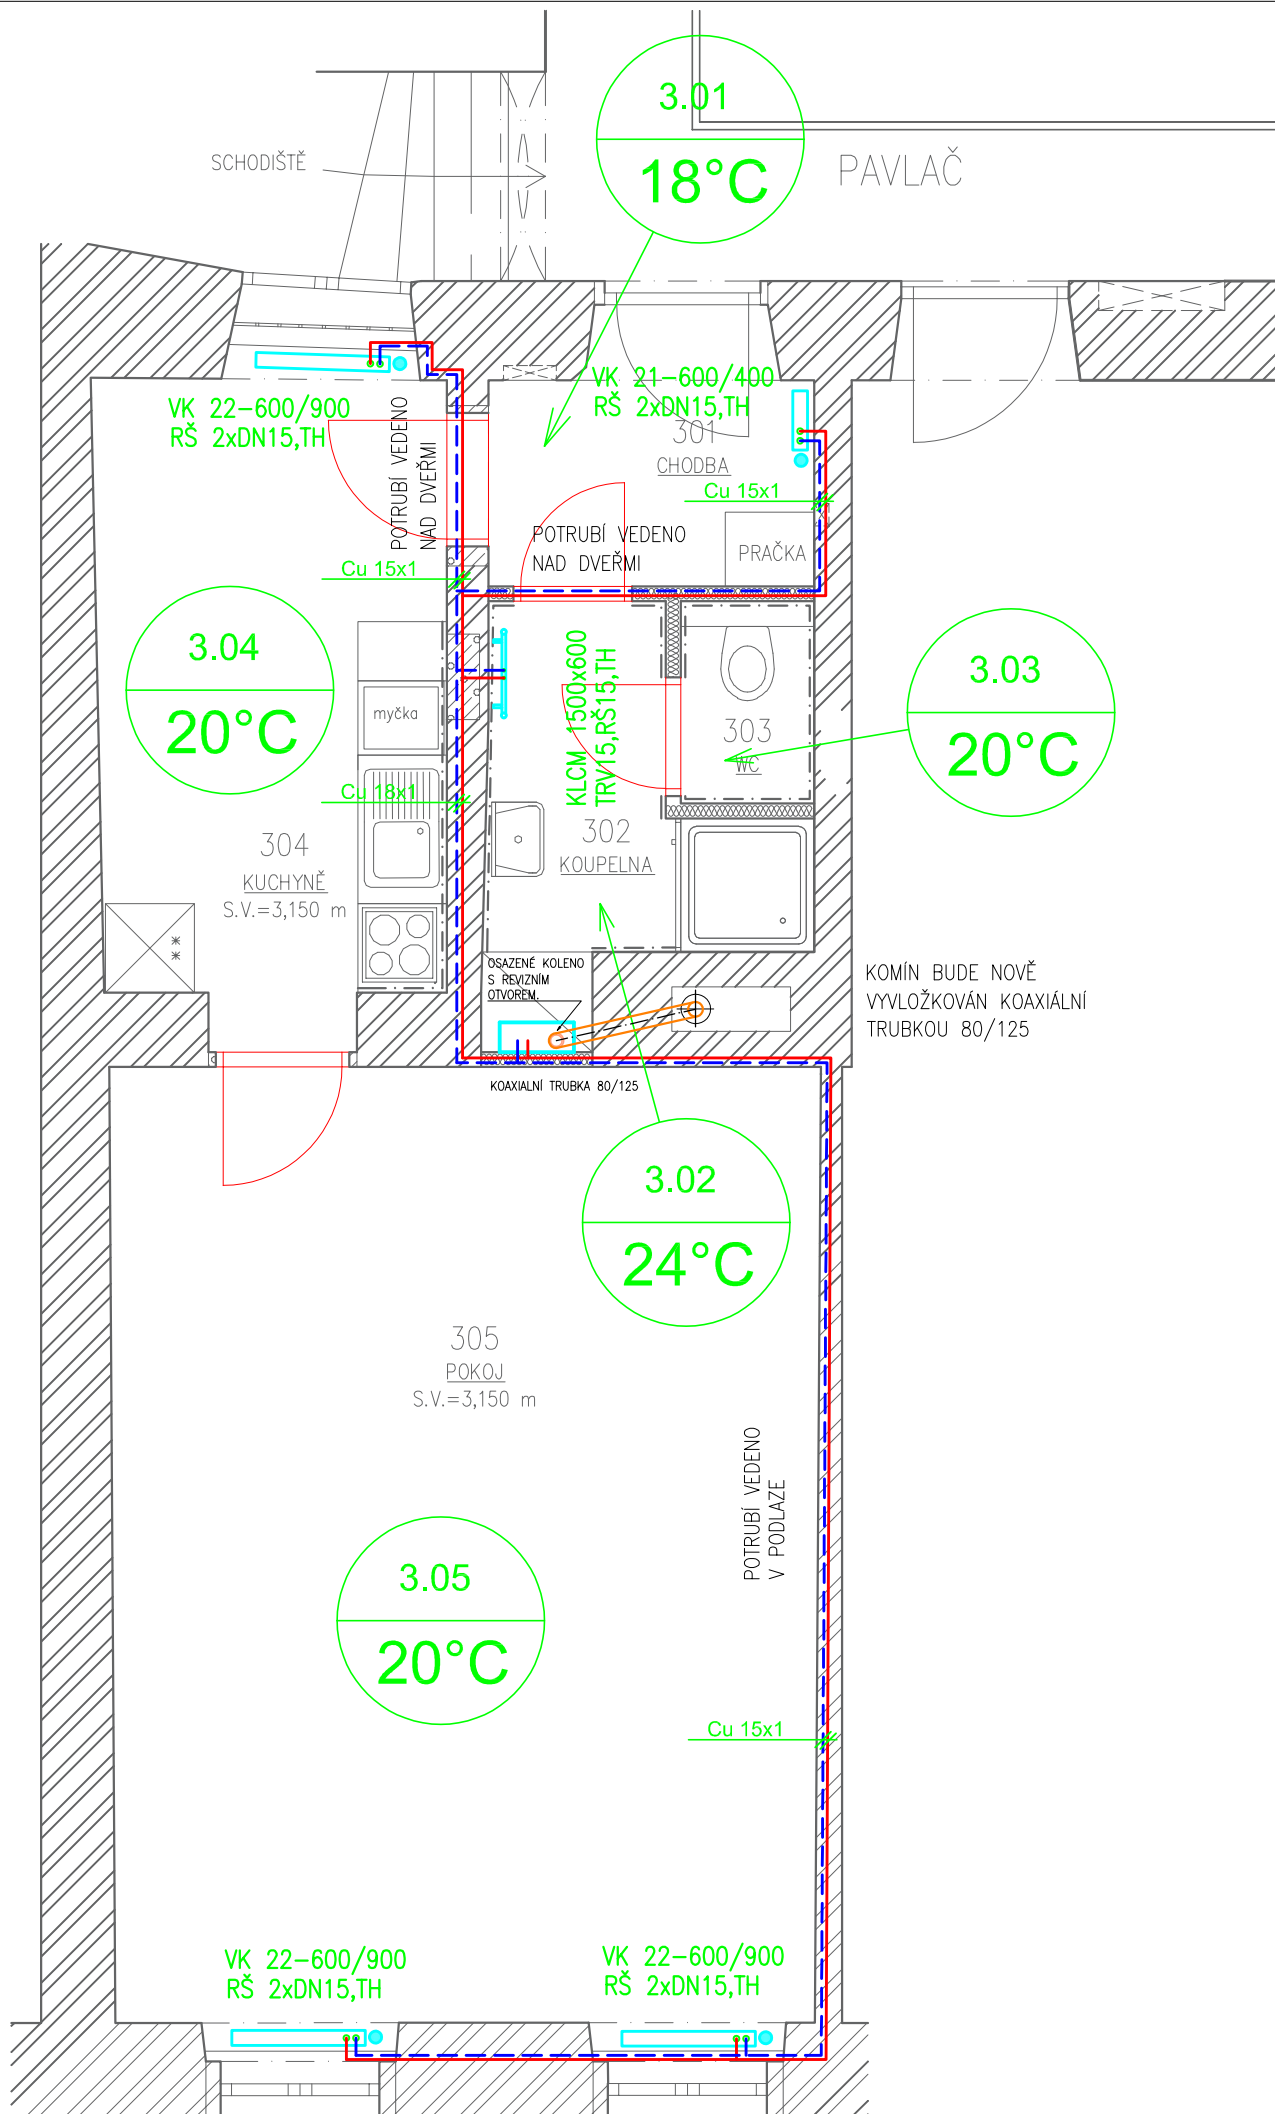 3.01
18°C
SCHODIŠTĚ
PAVLAČ
VK 22-600/900
RŠ 2xDN15,TH
POTRUBÍ VEDENO
NAD DVEŘMI
VK 21-600/400
RŠ 2xDN15,TH
301
CHODBA
Cu 15x1
POTRUBÍ VEDENO
NAD DVEŘMI
PRAČKA
Cu 15x1
3.04
20°C
KLCM 1500x600
TRV15,RŠ15,TH
myčka
303
WC
3.03
20°C
Cu 18x1
302
KOUPELNA
304
KUCHYNĚ
S.V.=3,150 m
OSAZENÉ KOLENO
S REVIZNÍM
OTVOREM.
KOMÍN BUDE NOVĚ
VYVLOŽKOVÁN KOAXIÁLNÍ
TRUBKOU 80/125
KOAXIALNÍ TRUBKA 80/125
3.02
24°C
305
POKOJ
S.V.=3,150 m
POTRUBÍ VEDENO
V PODLAZE
3.05
20°C
Cu 15x1
VK 22-600/900
RŠ 2xDN15,TH
VK 22-600/900
RŠ 2xDN15,TH